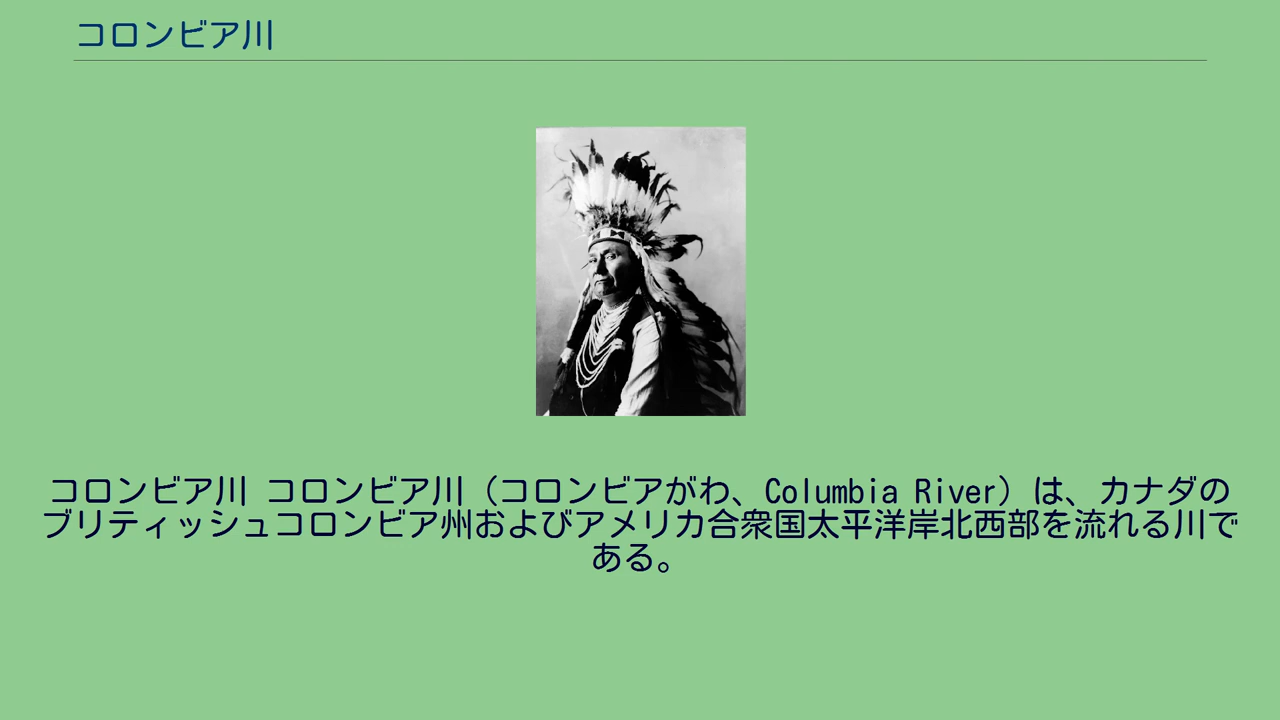 コロンビア川
コロンビア川 コロンビア川（コロンビアがわ、Columbia River）は、カナダの
ブリティッシュコロンビア州およびアメリカ合衆国太平洋岸北西部を流れる川で
ある。